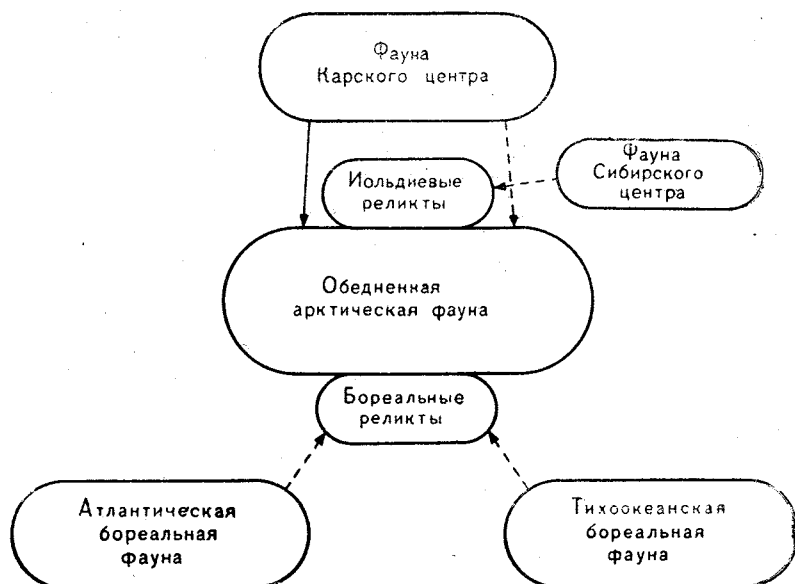 Фауна
Карского центра
Фауна
Сибирского
центра
Иольдиевые
реликты
Обедненная
арктическая фауна
Бореальные
реликты
Атлантическая
бореальная
фауна
Тихоокеанская
бореальная
фауна